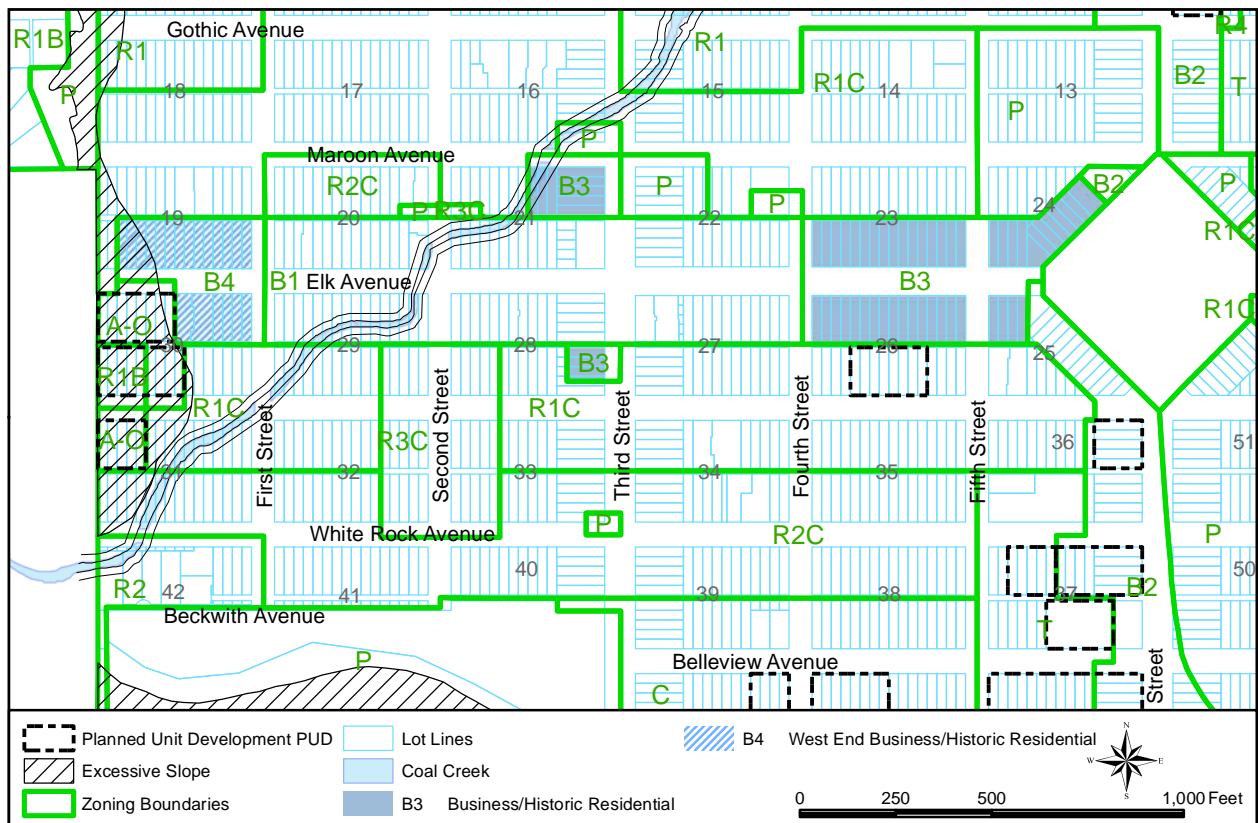 Gothic Avenue
R1B
R1
R1
R4
P
18
17
16
15
R1C
14
13
B2
T
P
P
Maroon Avenue
R2C
P
R3C
B3
P
P
B2
P
19
20
21
22
23
24
R1
B4
B1
Elk Avenue
B3
R1C
A-O
30
29
28
27
26
25
R1B
B3
R1C
R3C
R1C
A-O
36
51
31
32
33
34
35
First Street
Second Street
Third Street
Fourth Street
Fifth Street
White Rock Avenue
P
R2C
P
R2
42
41
40
39
38
37
B2
50
Beckwith Avenue
T
P
Belleview Avenue
C
Street
Planned Unit Development PUD
Lot Lines
B4 West End Business/Historic Residential
Excessive Slope
Coal Creek
Zoning Boundaries
B3 Business/Historic Residential
N
W E
S
0 250 500 1,000 Feet